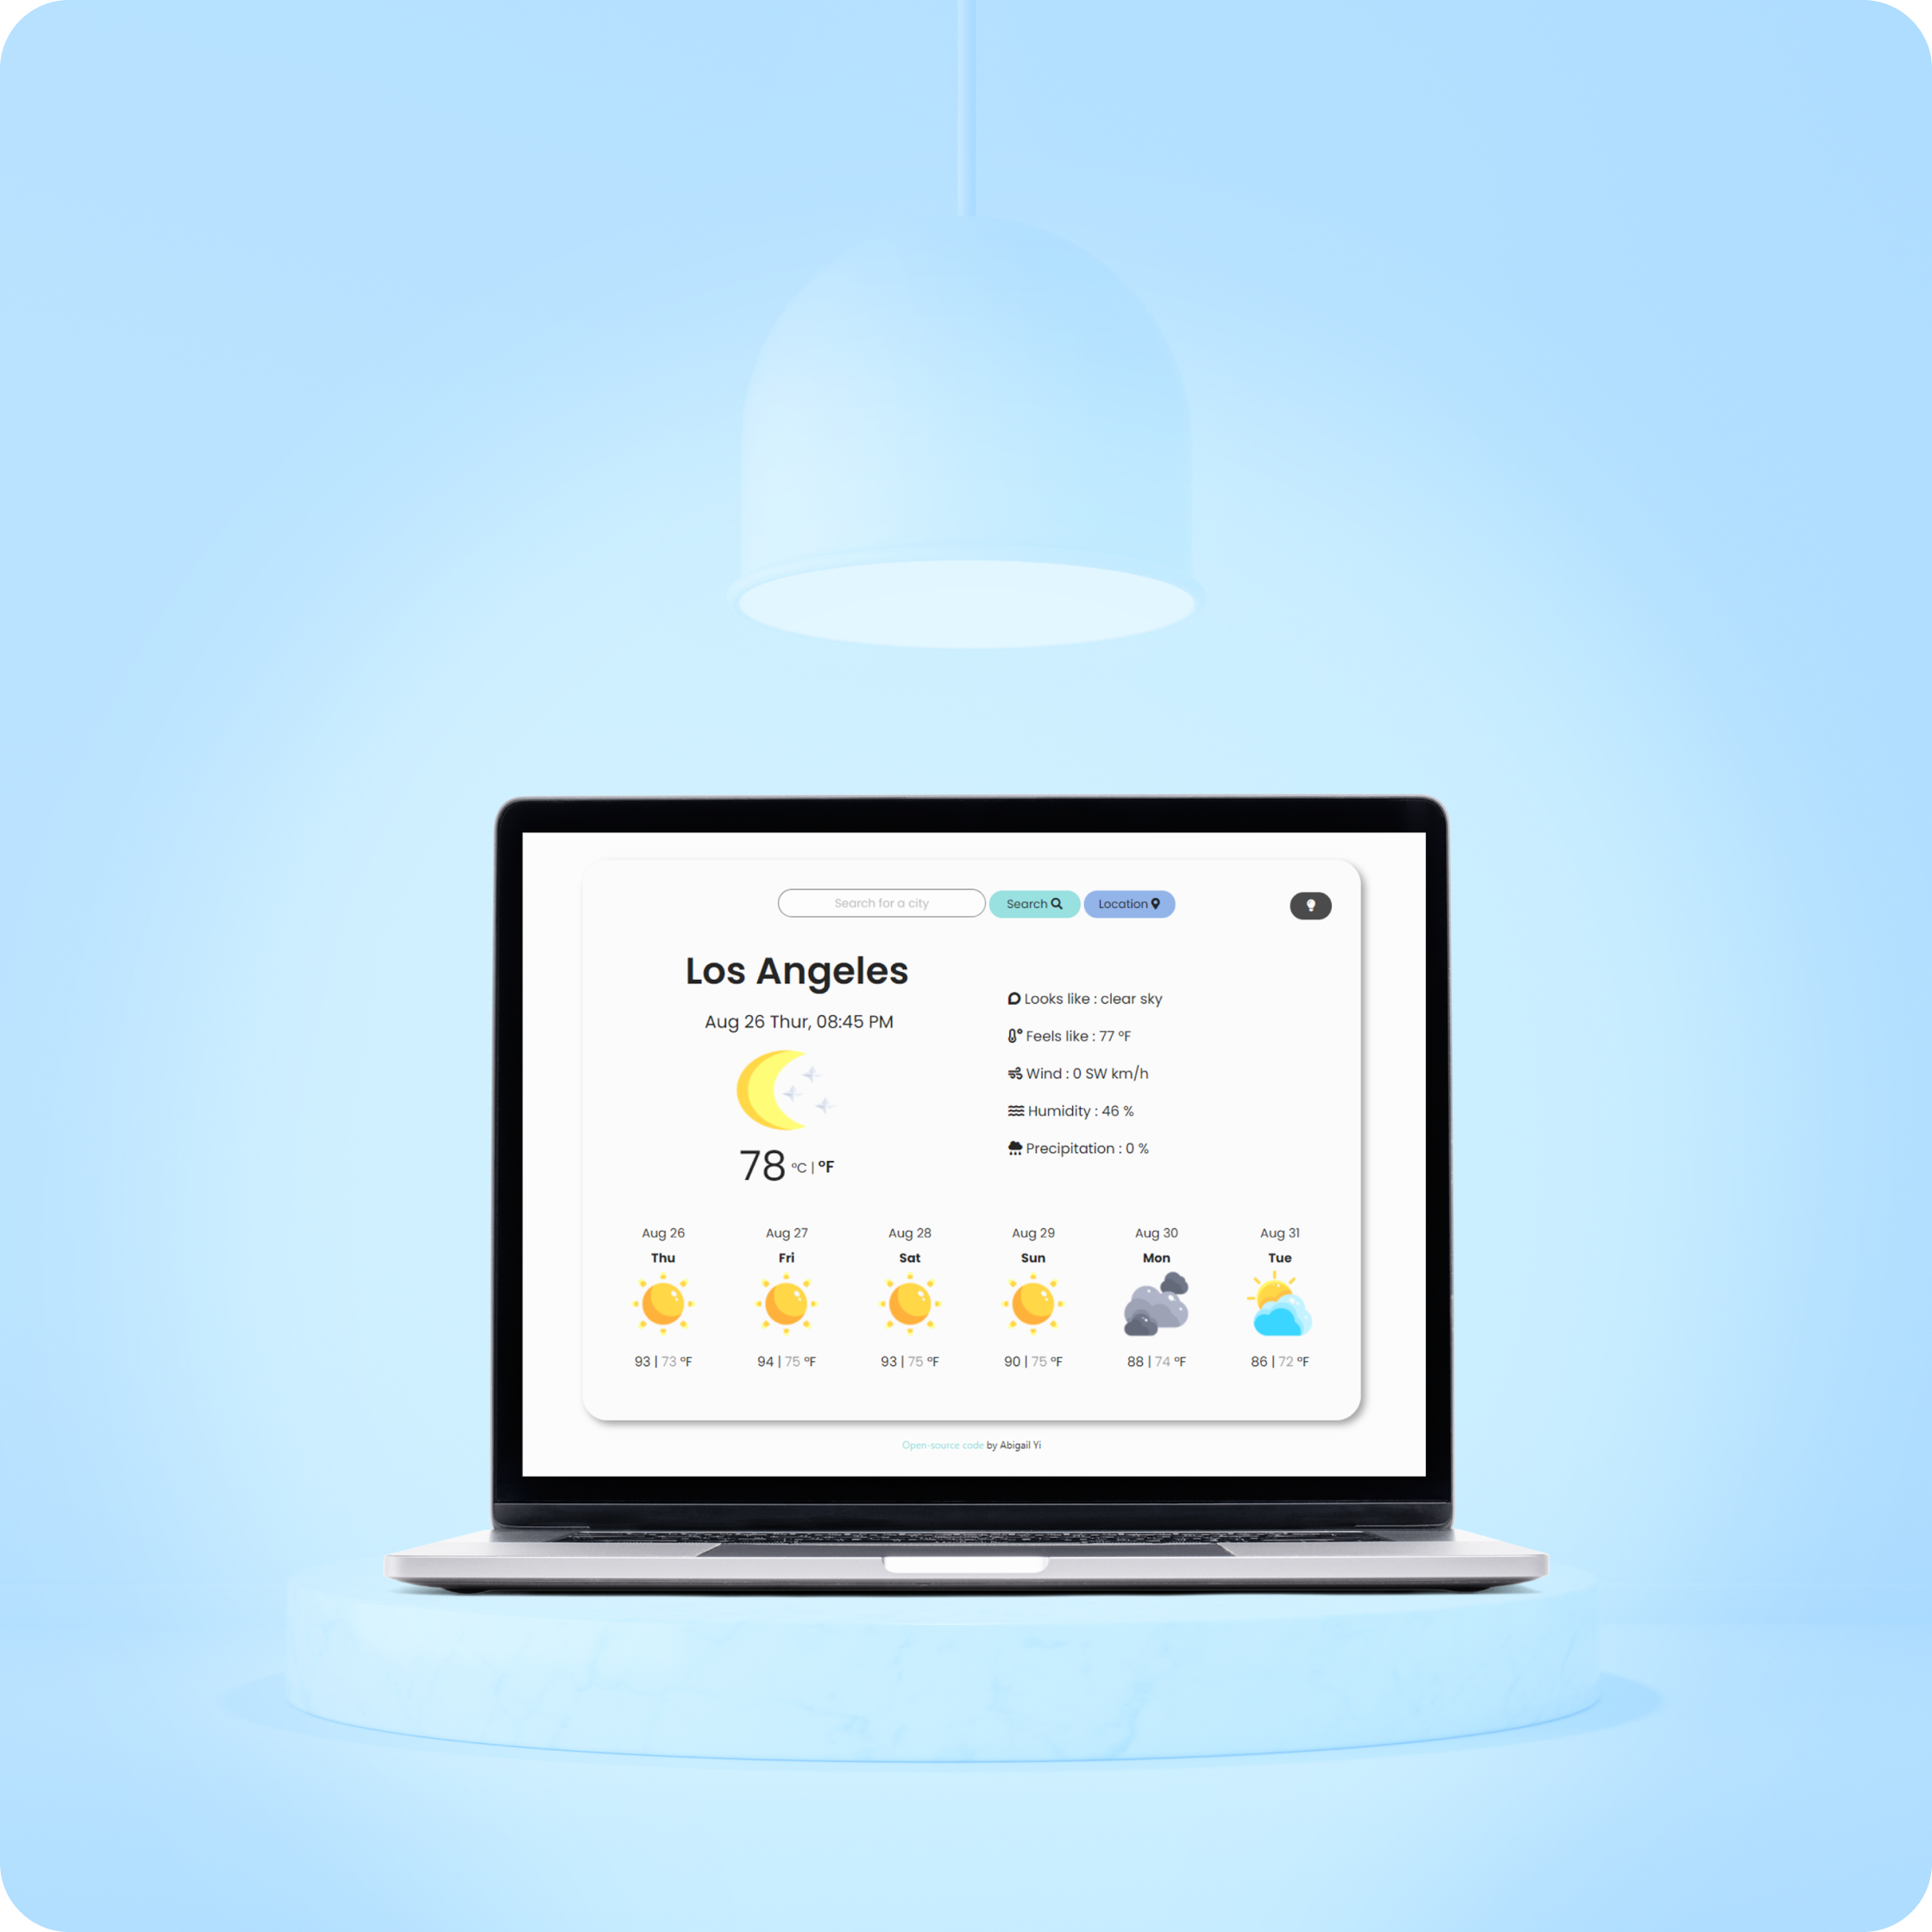 Search for a city Search Location
Los Angeles
Aug 26 Thur, 08:45 PM
78 °C | °F
Looks like : clear sky
Feels like : 77 °F
Wind : 0 SW km/h
Humidity : 46 %
Precipitation : 0 %
Aug 26 Aug 27 Aug 28 Aug 29 Aug 30 Aug 31
Thu Fri Sat Sun Mon Tue
93 | 73 °F 94 | 75 °F 93 | 75 °F 90 | 75 °F 88 | 74 °F 86 | 72 °F
Open-source code by Abigail Yi